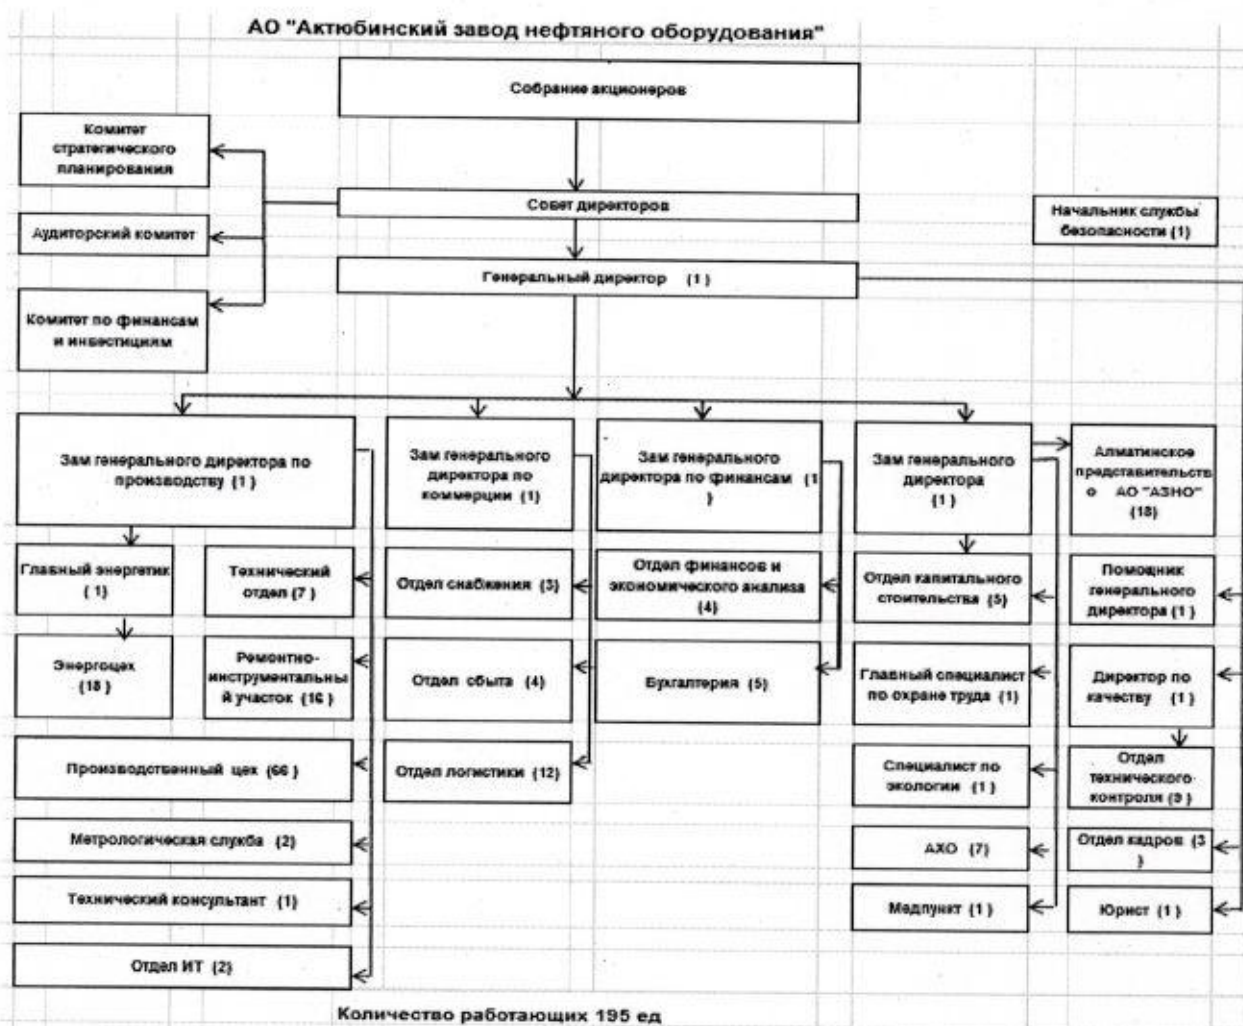 АО "Актюбинский завод нефтяного оборудования"
Собрание акционеров
Комитет
стратегического
планирования
Совет директоров
Начальник службы
безопасности (1)
Аудиторский комитет
Генеральный директор (1 )
Комитет по финансам
и инвестициям
Зам генерального директора по
производству (1 )
Зам генерального
директора по
коммерции (1)
Зам генерального
директора по финансам (1
)
Зам генерального
директора
(1 )
Алматинское
представительств
о АО "АЗНО"
(18)
Главный энергетик
( 1)
Технический
отдел (7 )
Отдел снабжения (3)
Отдел финансов и
экономического анализа
(4)
Отдел капитального
стоительства (5)
Помощник
генерального
директора (1 )
Энергоцех
(18 )
Ремонтно-
инструментальны
й участок (16 )
Отдел сбыта (4)
Бухгалтерия (5)
Главный специалист
по охране труда (1)
Директор по
качеству (1 )
Производственный цех (66 )
Отдел логистики (12)
Специалист по
экологии (1 )
Отдел
технического
контроля (9 )
Метрологическая служба (2)
АХО (7)
Отдел кадров (3
)
Технический консультант (1)
Медпункт (1 )
Юрист (1 )
Отдел ИТ (2)
Количество работающих 195 ед